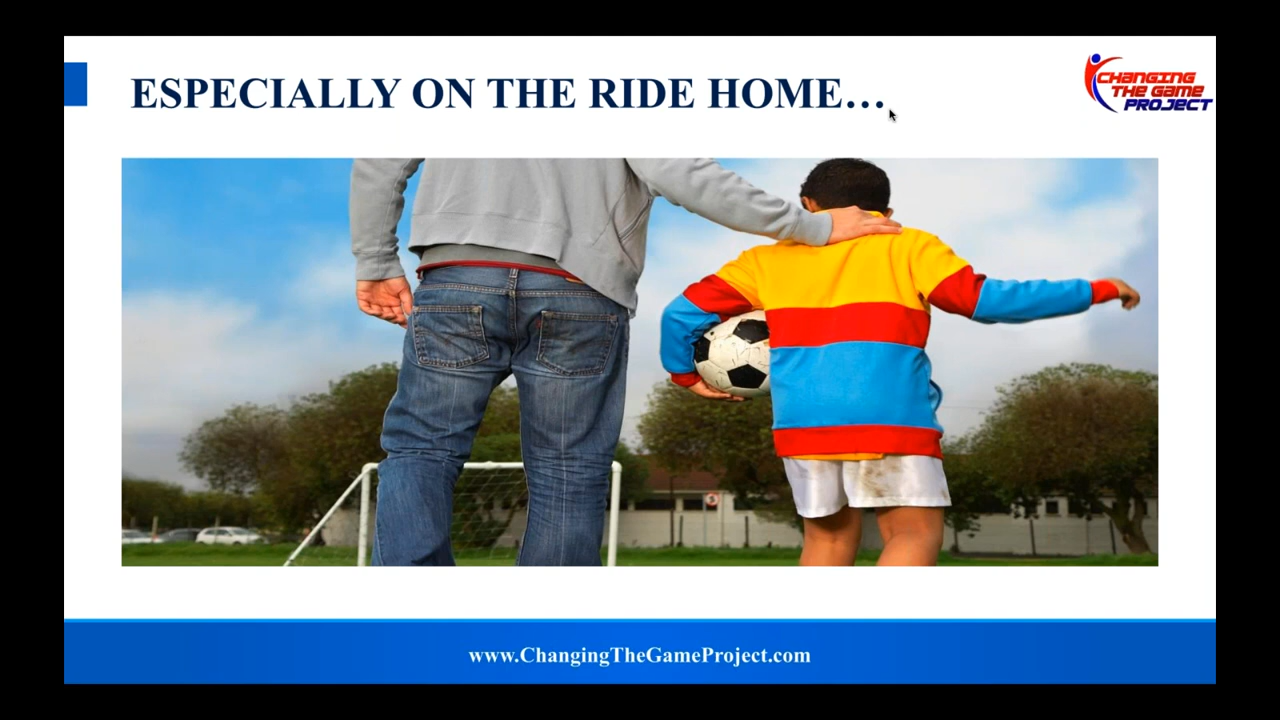 ESPECIALLY ON THE RIDE HOME…
CHANGING
THE GAME
PROJECT
www.ChangingTheGameProject.com